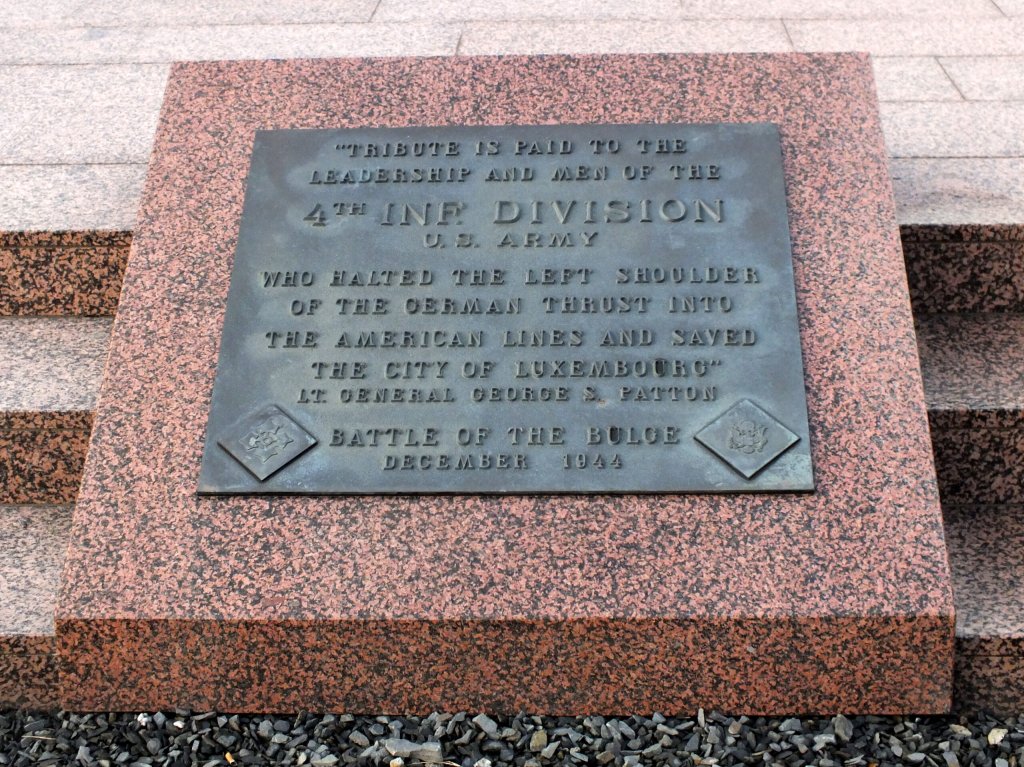 "TRIBUTE IS PAID TO THE
LEADERSHIP AND MEN OF THE
4TH INF. DIVISION
U.S. ARMY
WHO HALTED THE LEFT SHOULDER
OF THE GERMAN THRUST INTO
THE AMERICAN LINES AND SAVED
THE CITY OF LUXEMBOURG"
LT. GENERAL GEORGE S. PATTON
BATTLE OF THE BULGE
DECEMBER 1944